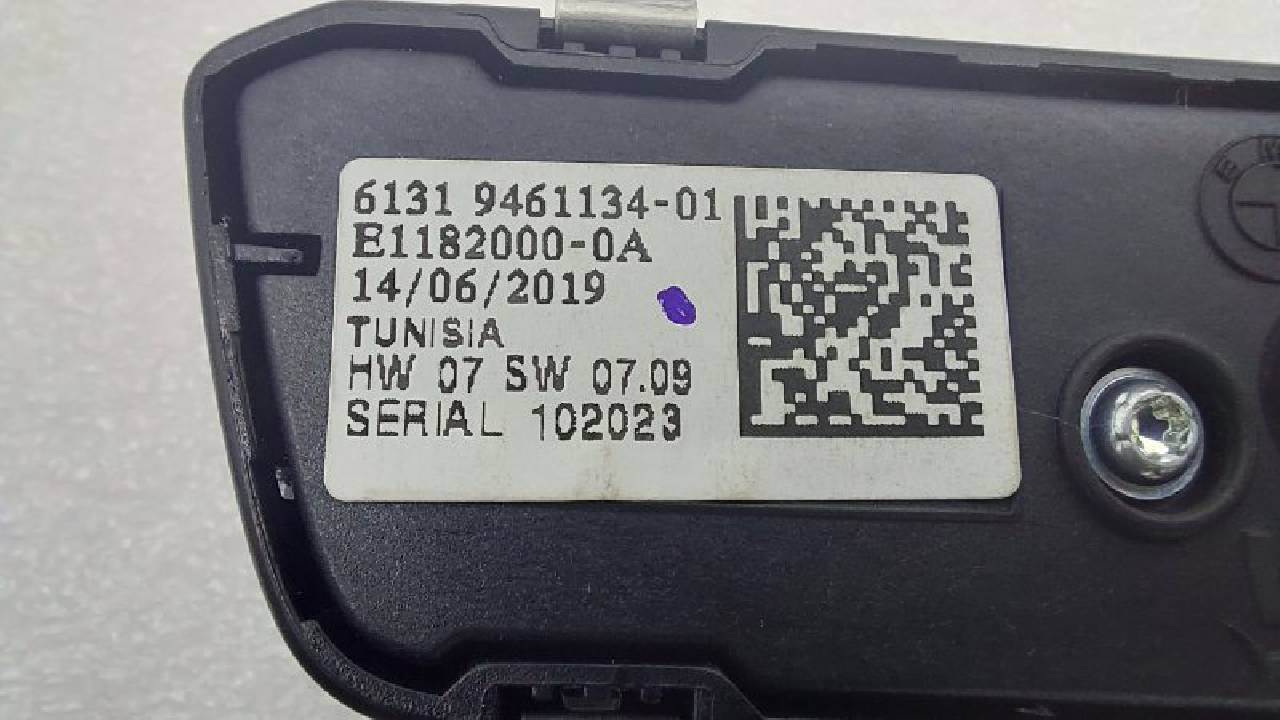 6131 9461134-01
E1182000-0A
14/06/2019
TUNISIA
HW 07 SW 07.09
SERIAL 102023